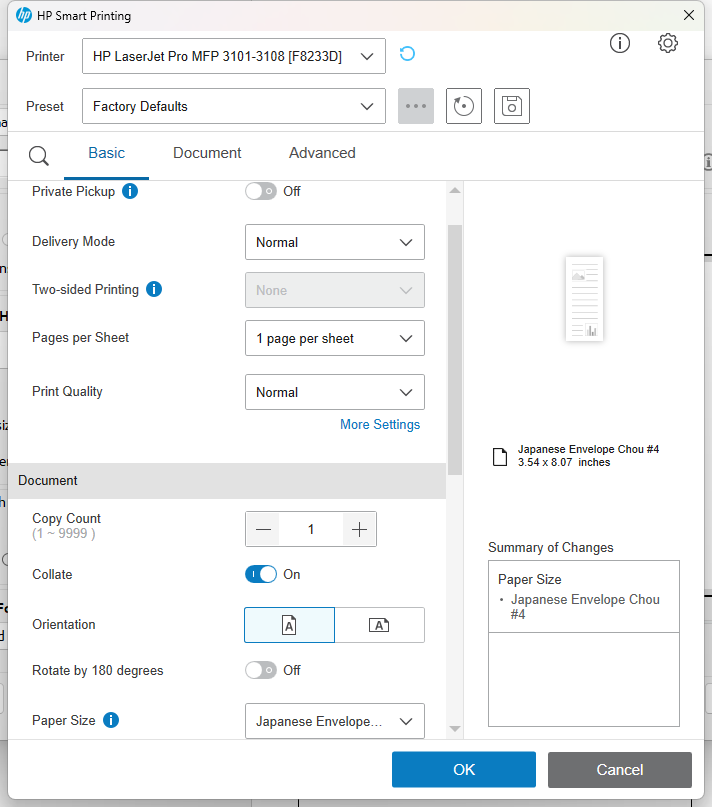 HP Smart Printing
Printer
HP LaserJet Pro MFP 3101-3108 [F8233D]
Preset
Factory Defaults
Basic
Document
Advanced
Private Pickup
Off
Delivery Mode
Normal
Two-sided Printing
None
Pages per Sheet
1 page per sheet
Print Quality
Normal
More Settings
Document
Copy Count
(1 ~ 9999 )
1
Collate
On
Orientation
Rotate by 180 degrees
Off
Paper Size
Japanese Envelope...
Japanese Envelope Chou #4
3.54 x 8.07 inches
Summary of Changes
Paper Size
• Japanese Envelope Chou
#4
OK
Cancel